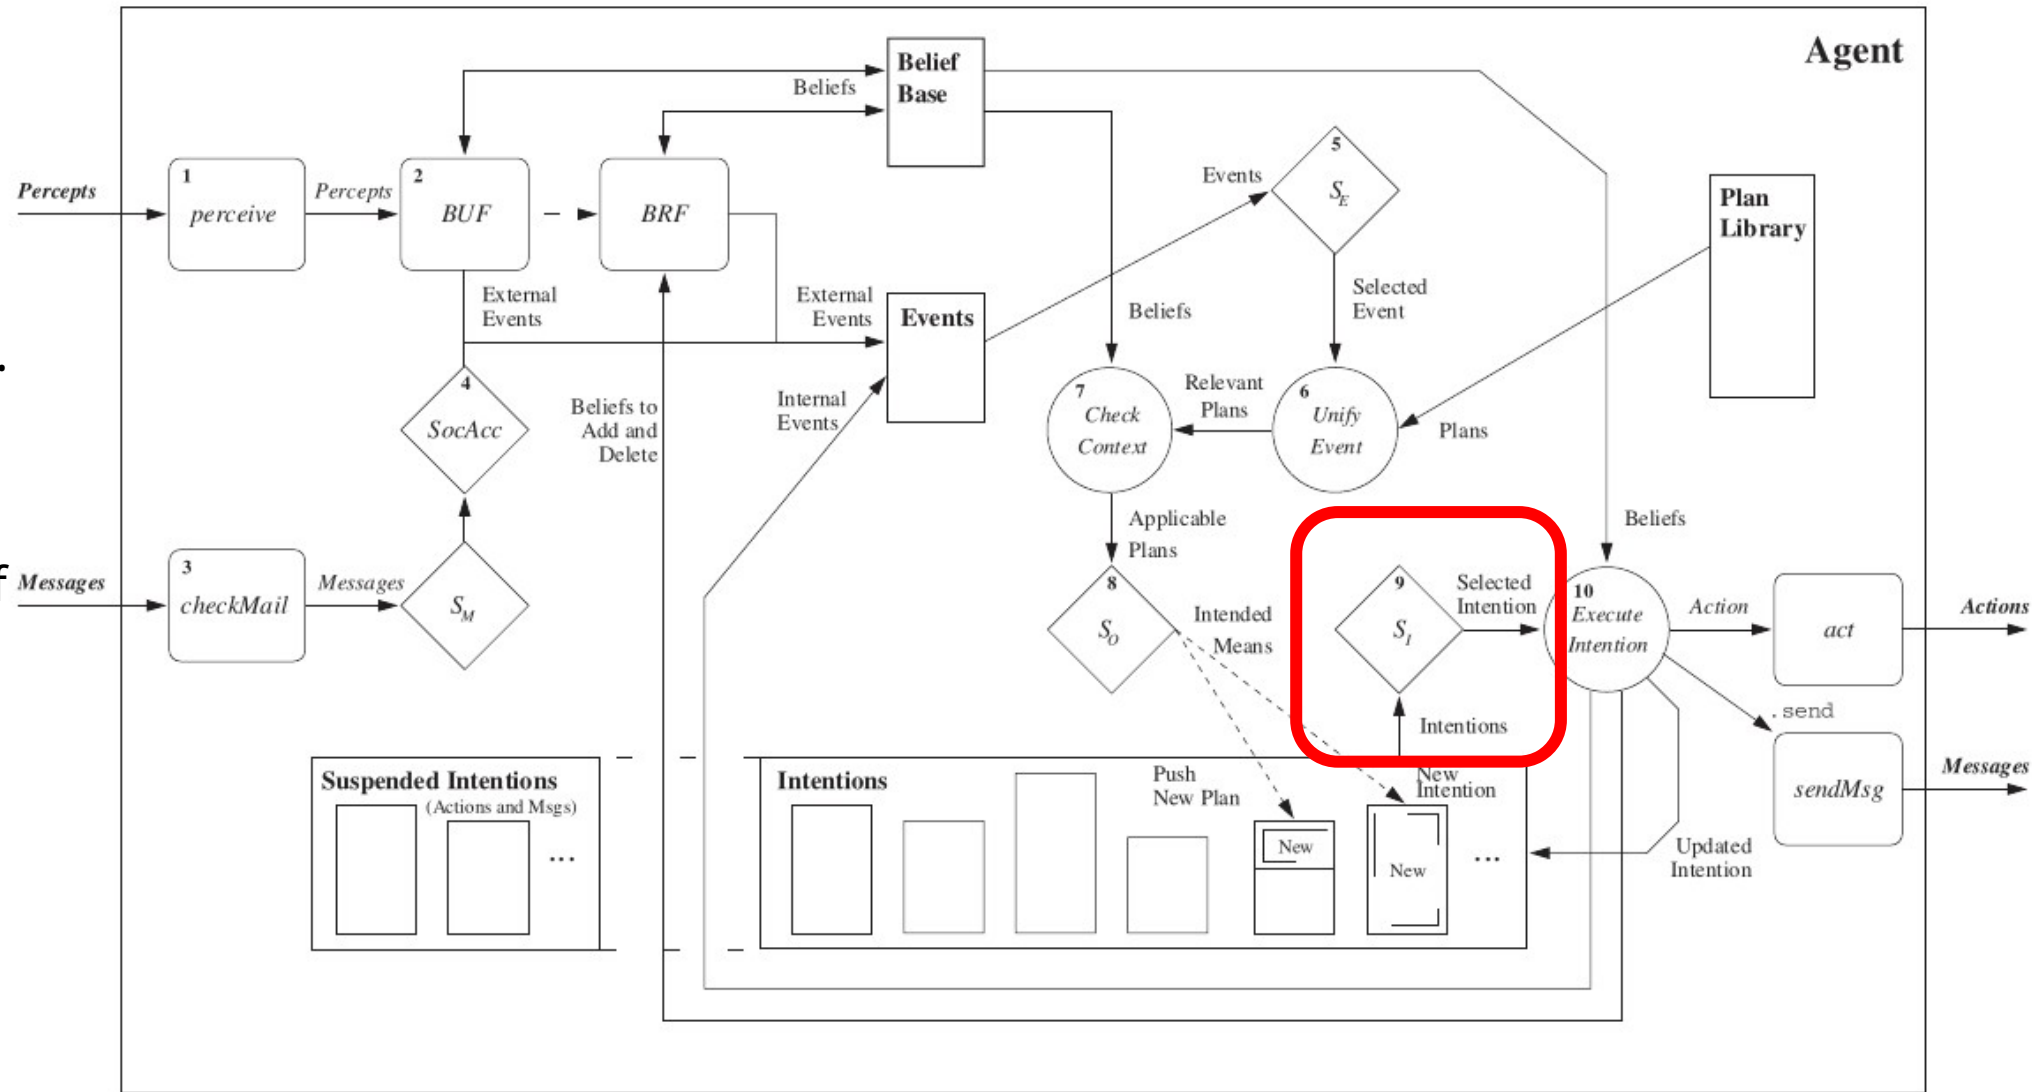 Agent
Belief
Base
Beliefs
Percepts
1
perceive
Percepts
2
BUF
BRF
Events
5
S_E
Plan
Library
External
Events
External
Events
Events
Beliefs
Selected
Event
.
4
SocAcc
Beliefs to
Add and
Delete
Internal
Events
7
Check
Context
Relevant
Plans
6
Unify
Event
Plans
f
Messages
3
checkMail
Messages
S_M
Applicable
Plans
8
S_O
Intended
Means
9
S_I
Selected
Intention
Beliefs
10
Execute
Intention
Action
act
Actions
.send
sendMsg
Messages
Intentions
Suspended Intentions
(Actions and Msgs)
...
Intentions
Push
New Plan
New
Intention
New
New
...
Updated
Intention